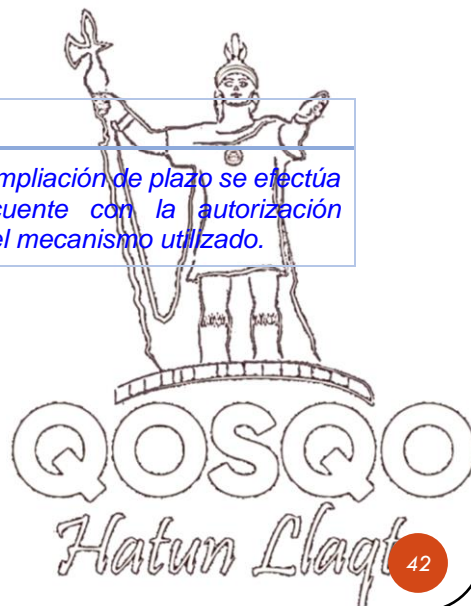 mpliación de plazo se efectúa
cuente con la autorización
el mecanismo utilizado.
QOSQO
Hatun Llaqt
42